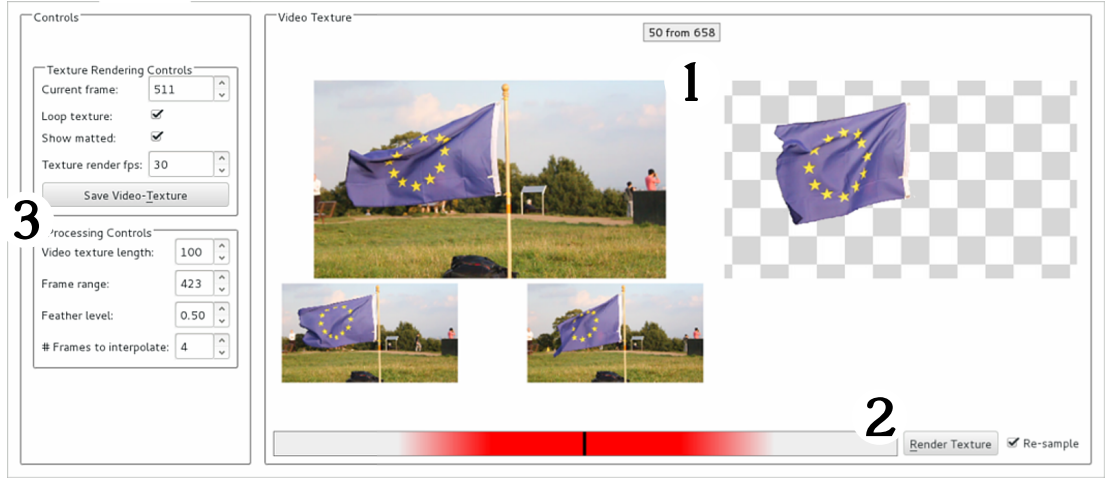 Controls
Texture Rendering Controls
Current frame: 511
Loop texture:
Show matted:
Texture render fps: 30
Save Video-Texture
3
Processing Controls
Video texture length: 100
Frame range: 423
Feather level: 0.50
# Frames to interpolate: 4
Video Texture
50 from 658
1
2
Render Texture
Re-sample